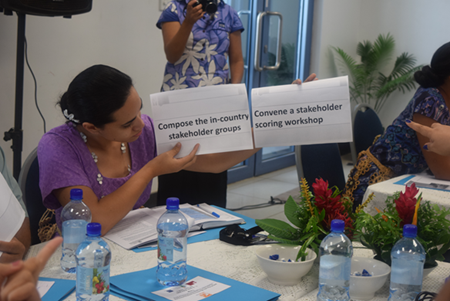 Compose the in-country
stakeholder groups
Convene a stakeholder
scoring workshop